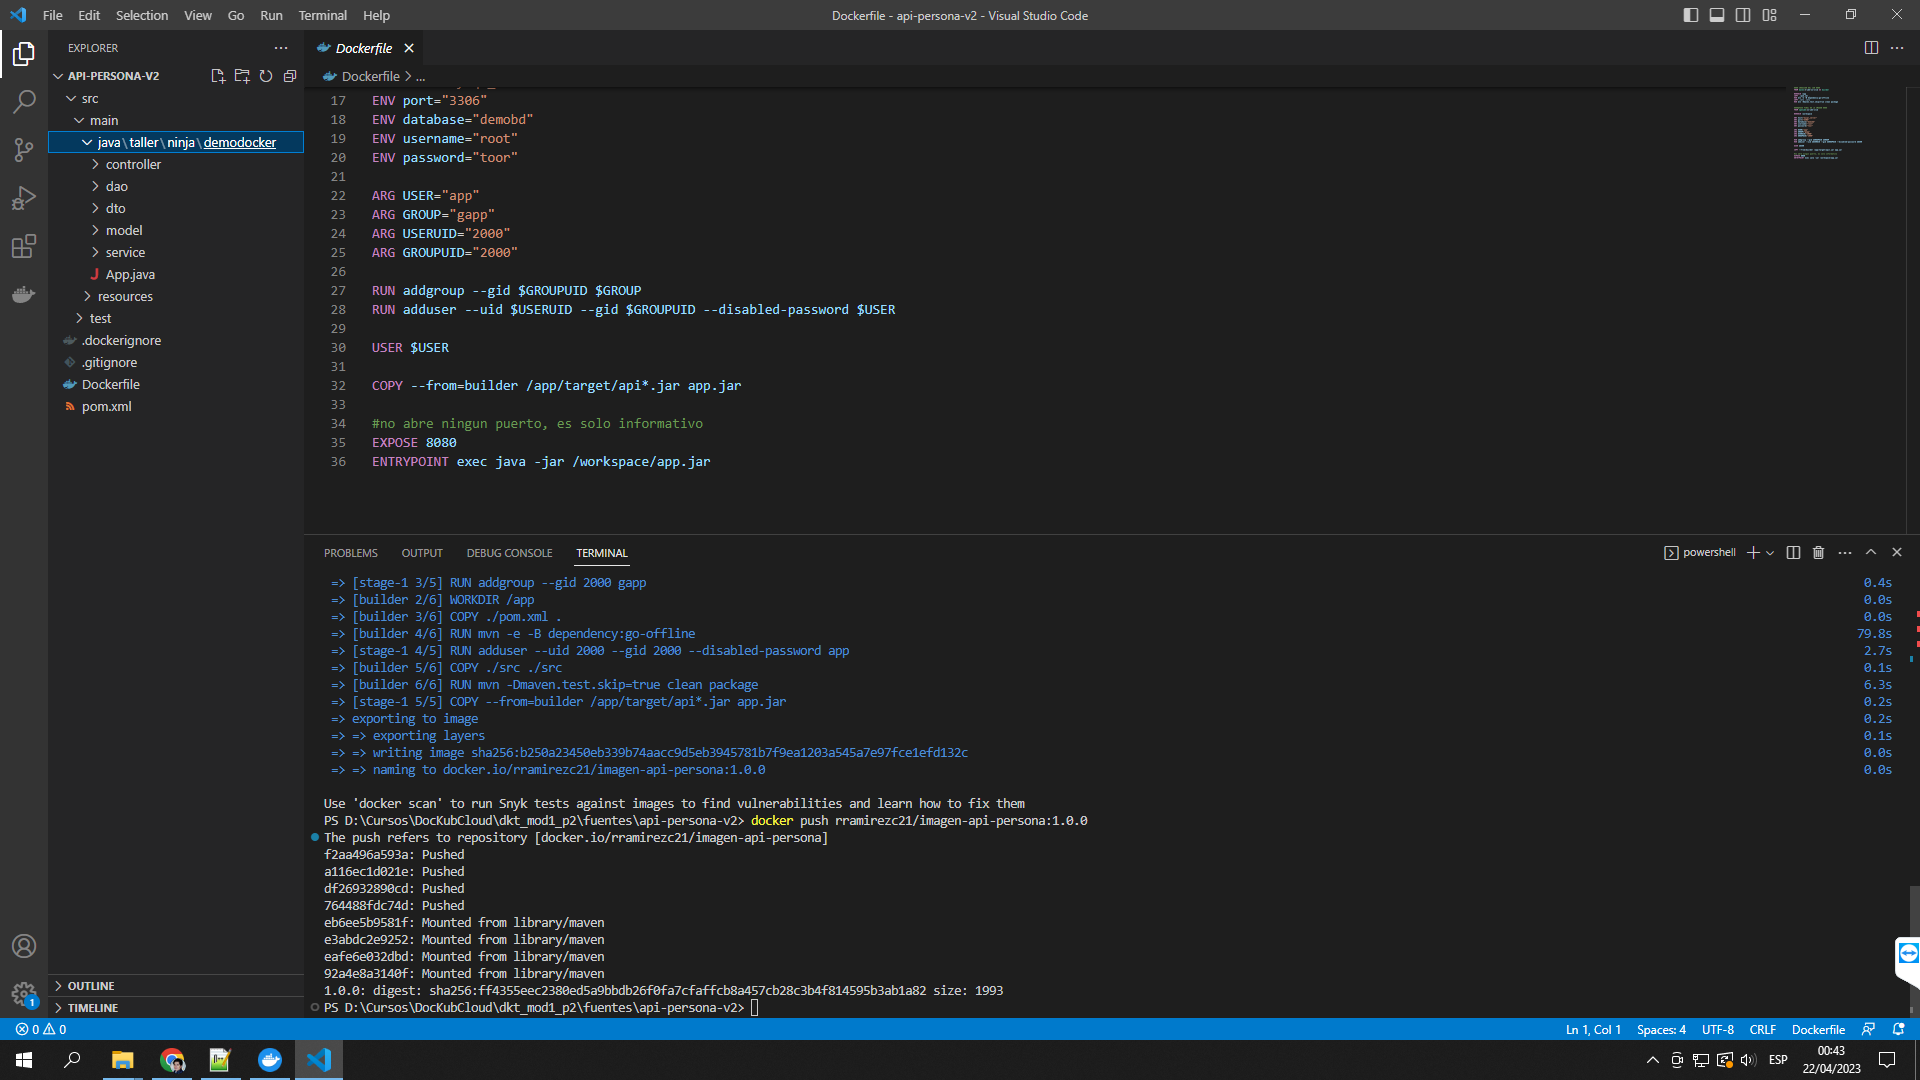 File Edit Selection View Go Run Terminal Help
Dockerfile - api-persona-v2 - Visual Studio Code
EXPLORER
API-PERSONA-V2
src
main
java\taller\ninja\demodocker
controller
dao
dto
model
service
J App.java
resources
test
.dockerignore
.gitignore
Dockerfile
pom.xml
OUTLINE
TIMELINE
Dockerfile
Dockerfile > ...
17 ENV port="3306"
18 ENV database="demobd"
19 ENV username="root"
20 ENV password="toor"
21
22 ARG USER="app"
23 ARG GROUP="gapp"
24 ARG USERUID="2000"
25 ARG GROUPUID="2000"
26
27 RUN addgroup --gid $GROUPUID $GROUP
28 RUN adduser --uid $USERUID --gid $GROUPUID --disabled-password $USER
29
30 USER $USER
31
32 COPY --from=builder /app/target/api*.jar app.jar
33
34 #no abre ningun puerto, es solo informativo
35 EXPOSE 8080
36 ENTRYPOINT exec java -jar /workspace/app.jar
PROBLEMS OUTPUT DEBUG CONSOLE TERMINAL
powershell
=> [stage-1 3/5] RUN addgroup --gid 2000 gapp 0.4s
=> [builder 2/6] WORKDIR /app 0.0s
=> [builder 3/6] COPY ./pom.xml . 0.0s
=> [builder 4/6] RUN mvn -e -B dependency:go-offline 79.8s
=> [stage-1 4/5] RUN adduser --uid 2000 --gid 2000 --disabled-password app 2.7s
=> [builder 5/6] COPY ./src ./src 0.1s
=> [builder 6/6] RUN mvn -Dmaven.test.skip=true clean package 6.3s
=> [stage-1 5/5] COPY --from=builder /app/target/api*.jar app.jar 0.2s
=> exporting to image 0.2s
=> => exporting layers 0.1s
=> => writing image sha256:b250a23450eb339b74aacc9d5eb3945781b7f9ea1203a545a7e97fce1efd132c 0.0s
=> => naming to docker.io/rramirezc21/imagen-api-persona:1.0.0 0.0s
Use 'docker scan' to run Snyk tests against images to find vulnerabilities and learn how to fix them
PS D:\Cursos\DocKubCloud\dkt_mod1_p2\fuentes\api-persona-v2> docker push rramirezc21/imagen-api-persona:1.0.0
The push refers to repository [docker.io/rramirezc21/imagen-api-persona]
f2aa496a593a: Pushed
a116ec1d021e: Pushed
df26932890cd: Pushed
764488fdc74d: Pushed
eb6ee5b9581f: Mounted from library/maven
e3abdc2e9252: Mounted from library/maven
eafe6e032dbd: Mounted from library/maven
92a4e8a3140f: Mounted from library/maven
1.0.0: digest: sha256:ff4355eec2380ed5a9bbdb26f0fa7cfaffcb8a457cb28c3b4f814595b3ab1a82 size: 1993
PS D:\Cursos\DocKubCloud\dkt_mod1_p2\fuentes\api-persona-v2>
1
0 0
Ln 1, Col 1 Spaces: 4 UTF-8 CRLF Dockerfile
ESP
00:43
22/04/2023